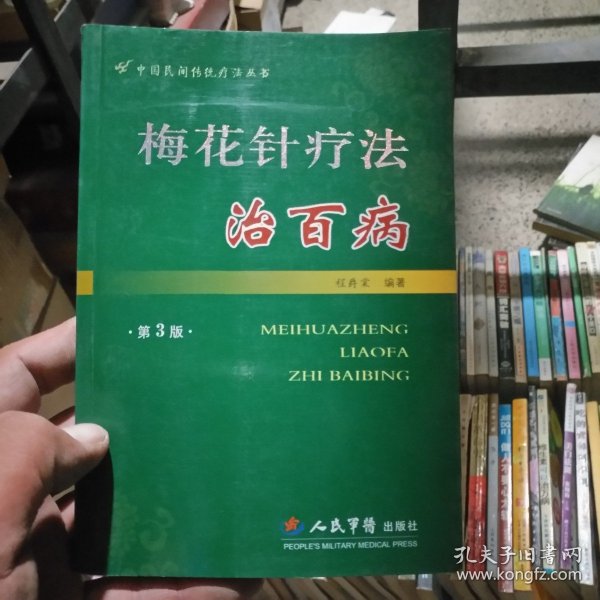 中国民间传统疗法丛书
梅花针疗法
治百病
程爵棠 编著
·第3版·
MEIHUAZHENG
LIAOFA
ZHI BAIBING
人民军医出版社
PEOPLE'S MILITARY MEDICAL PRESS
孔夫子旧书网
www.kongfz.com